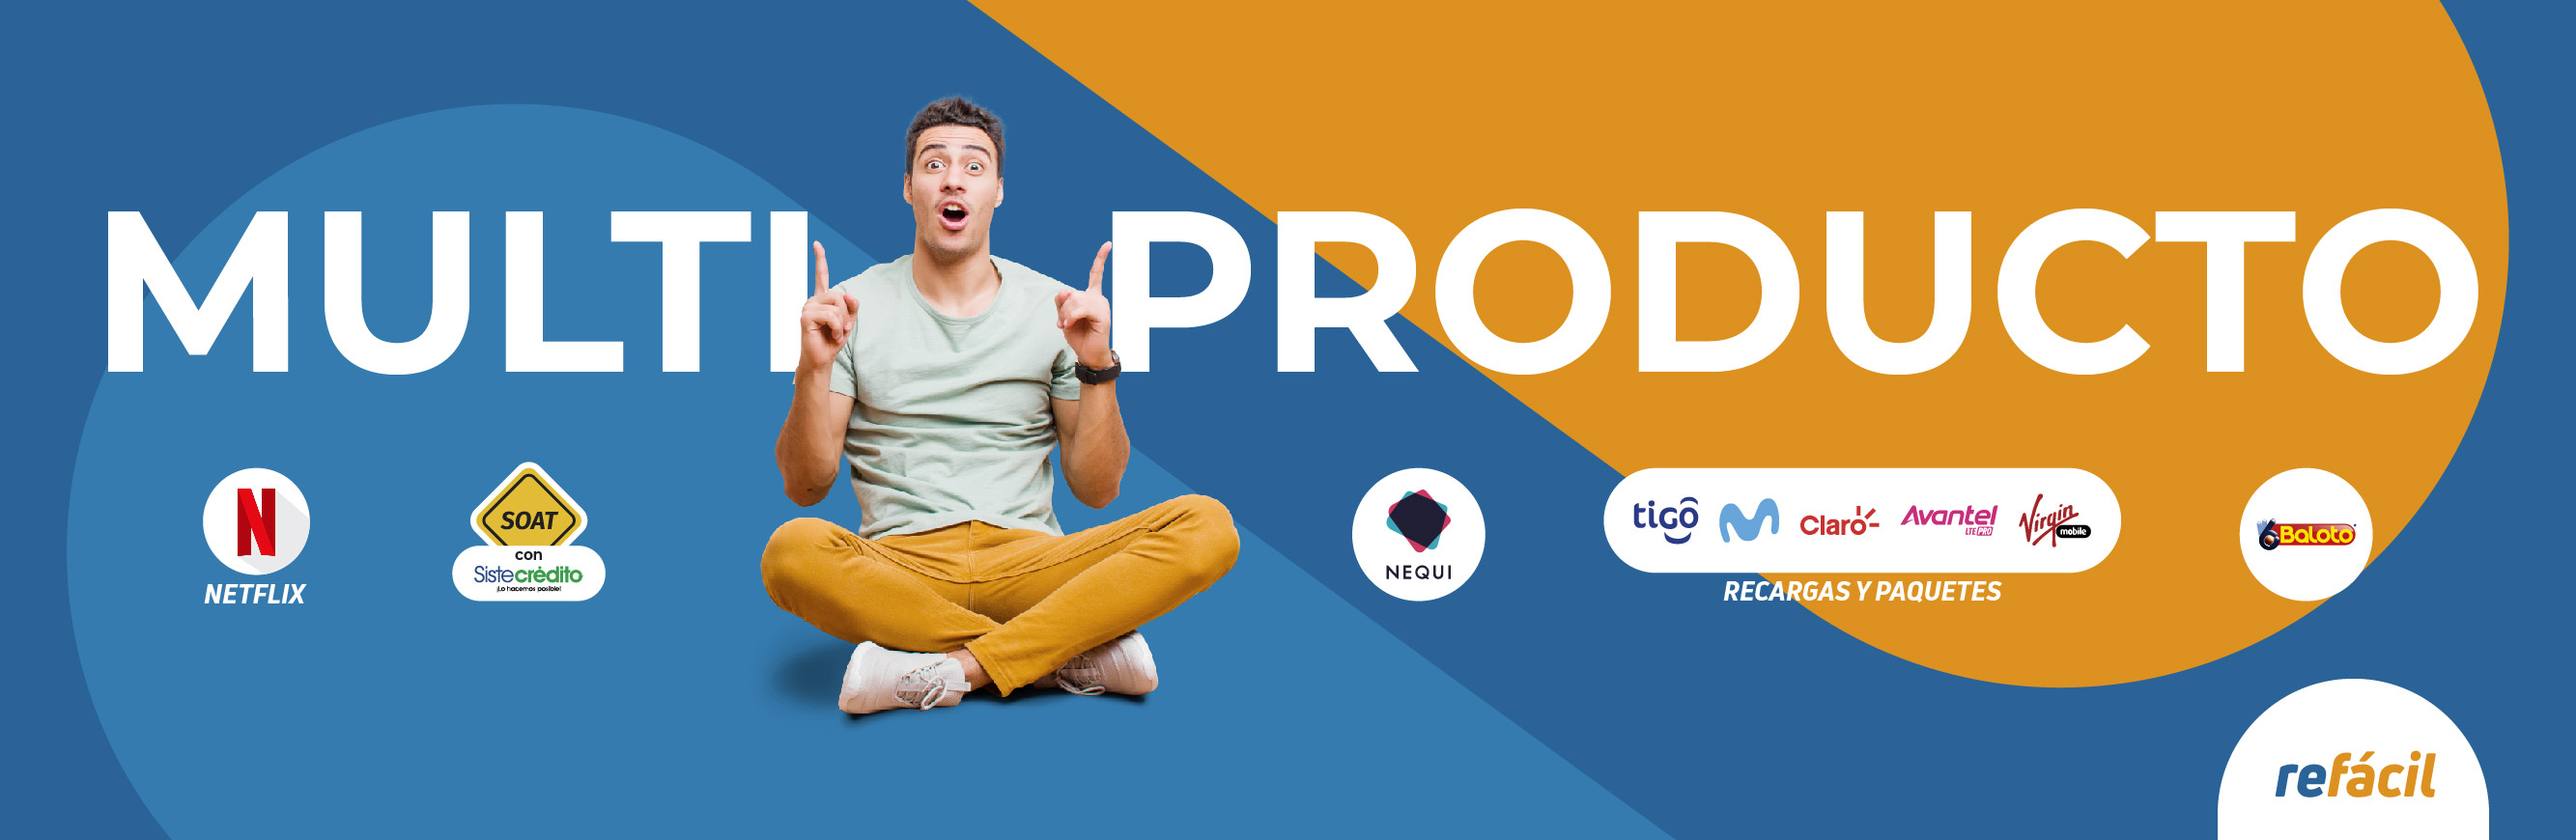 MULTI PRODUCTO
NETFLIX
SOAT
con
Sistecrédito
¡Lo hacemos posible!
NEQUI
tigo
Claro
Avantel
LTE PRO
Virgin
mobile
RECARGAS Y PAQUETES
Baloto
refácil